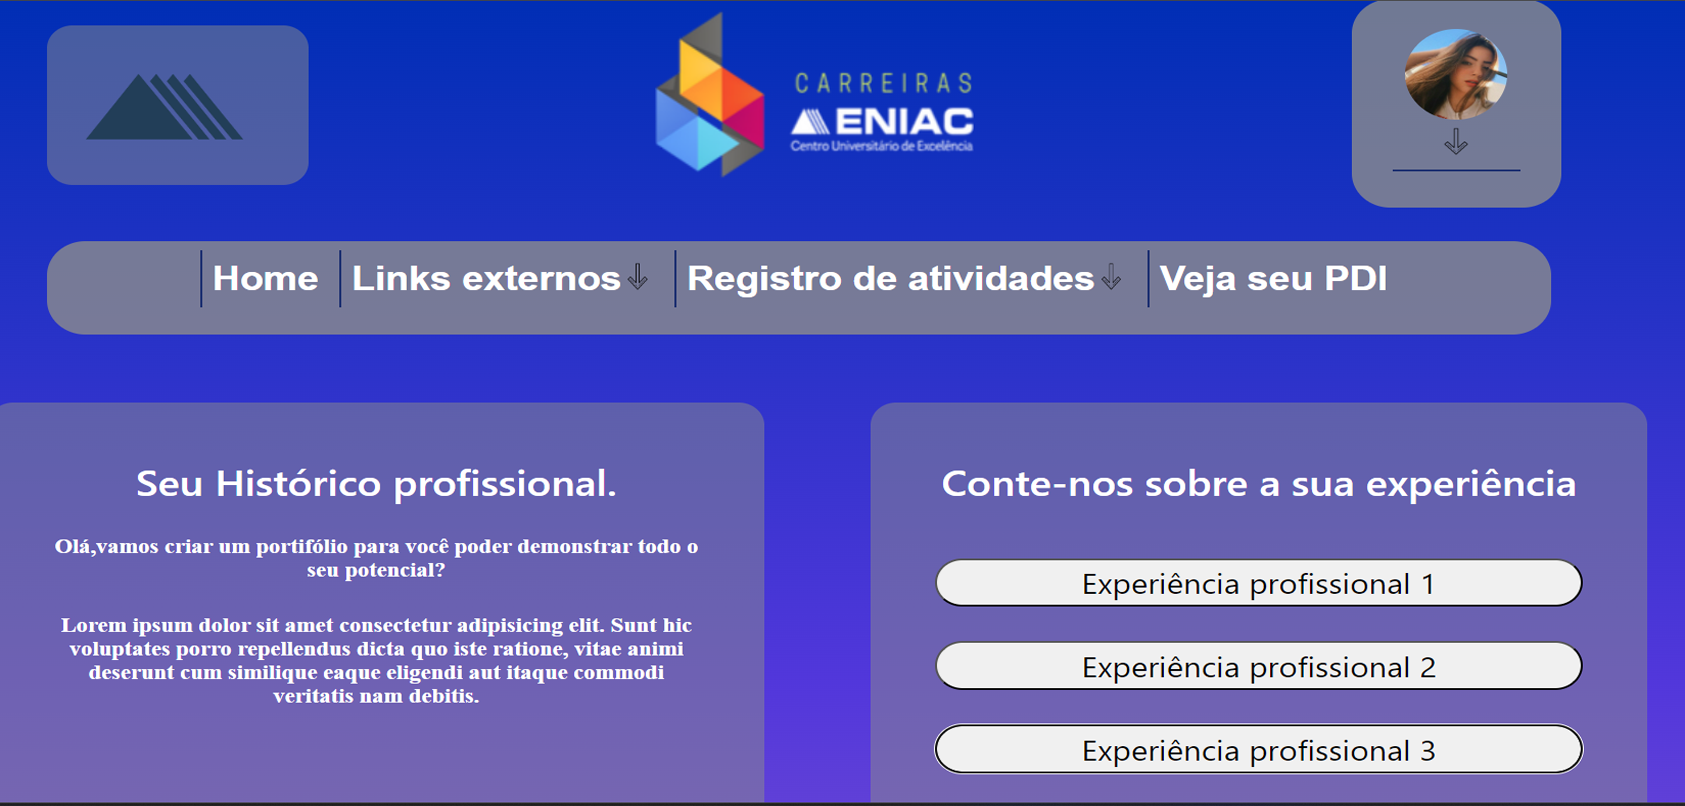 CARREIRAS
ENIAC
Centro Universitário de Excelência
Home Links externos Registro de atividades Veja seu PDI
Seu Histórico profissional.
Olá,vamos criar um portifólio para você poder demonstrar todo o
seu potencial?
Lorem ipsum dolor sit amet consectetur adipisicing elit. Sunt hic
voluptates porro repellendus dicta quo iste ratione, vitae animi
deserunt cum similique eaque eligendi aut itaque commodi
veritatis nam debitis.
Conte-nos sobre a sua experiência
Experiência profissional 1
Experiência profissional 2
Experiência profissional 3